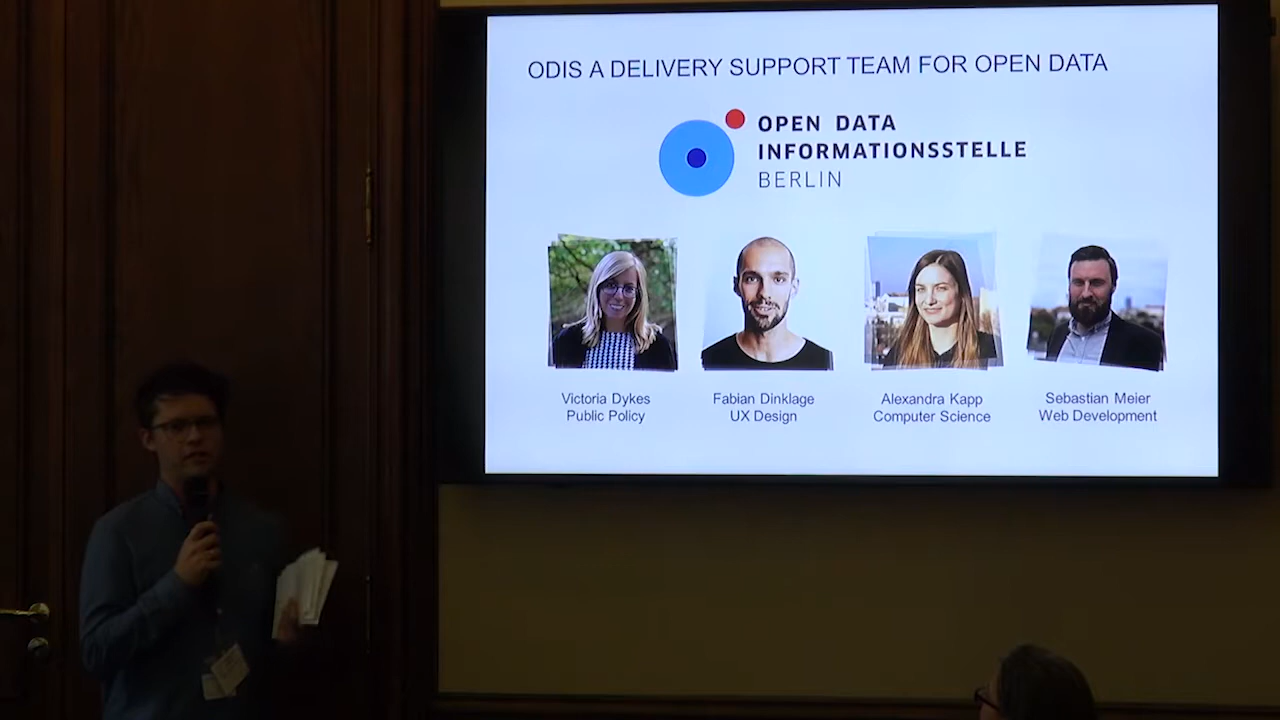 ODIS A DELIVERY SUPPORT TEAM FOR OPEN DATA
OPEN DATA
INFORMATIONSSTELLE
BERLIN
Victoria Dykes
Public Policy
Fabian Dinklage
UX Design
Alexandra Kapp
Computer Science
Sebastian Meier
Web Development